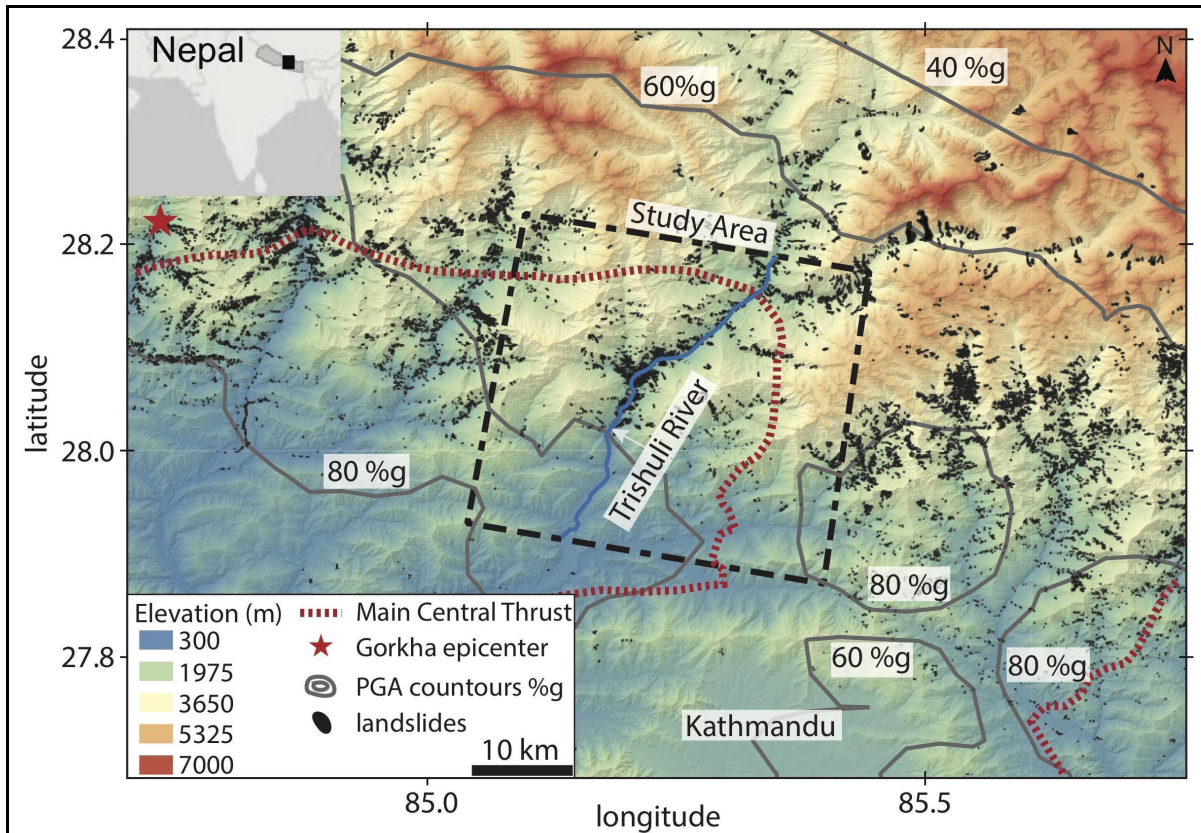 Nepal
N
28.4
28.2
28.0
27.8
latitude
60%g
40 %g
Study Area
Trishuli River
80 %g
80 %g
60 %g
80 %g
Kathmandu
Elevation (m)
300
1975
3650
5325
7000
Main Central Thrust
Gorkha epicenter
PGA countours %g
landslides
10 km
85.0
85.5
longitude